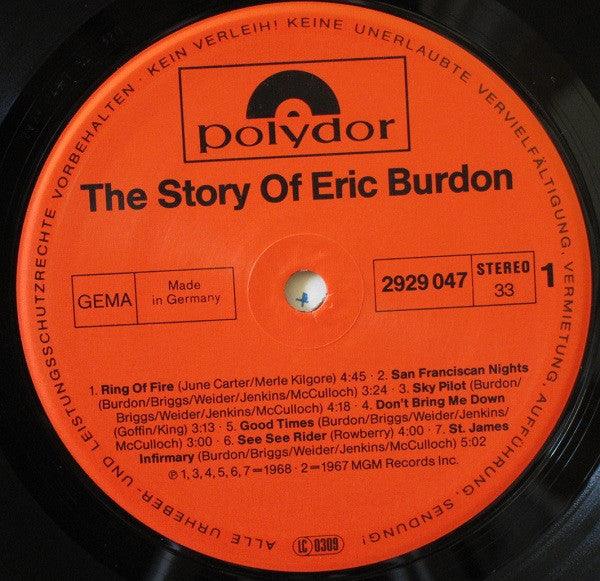 ALLE URHEBER- UND LEISTUNGSSCHUTZRECHTE VORBEHALTEN · KEIN VERLEIH! KEINE UNERLAUBTE VERVIELFÄLTIGUNG, VERMIETUNG, AUFFÜHRUNG, SENDUNG!
polydor
The Story Of Eric Burdon
GEMA
Made
in Germany
2929 047
STEREO
33
1
1. Ring Of Fire (June Carter/Merle Kilgore) 4:45 · 2. San Franciscan Nights
(Burdon/Briggs/Weider/Jenkins/McCulloch) 3:24 · 3. Sky Pilot (Burdon/
Briggs/Weider/Jenkins/McCulloch) 4:18 · 4. Don't Bring Me Down
(Goffin/King) 3:13 · 5. Good Times (Burdon/Briggs/Weider/Jenkins/
McCulloch) 3:00 · 6. See See Rider (Rowberry) 4:00 · 7. St. James
Infirmary (Burdon/Briggs/Weider/Jenkins/McCulloch) 5:02
℗ 1, 3, 4, 5, 6, 7=1968 · 2=1967 MGM Records Inc.
LC 0309